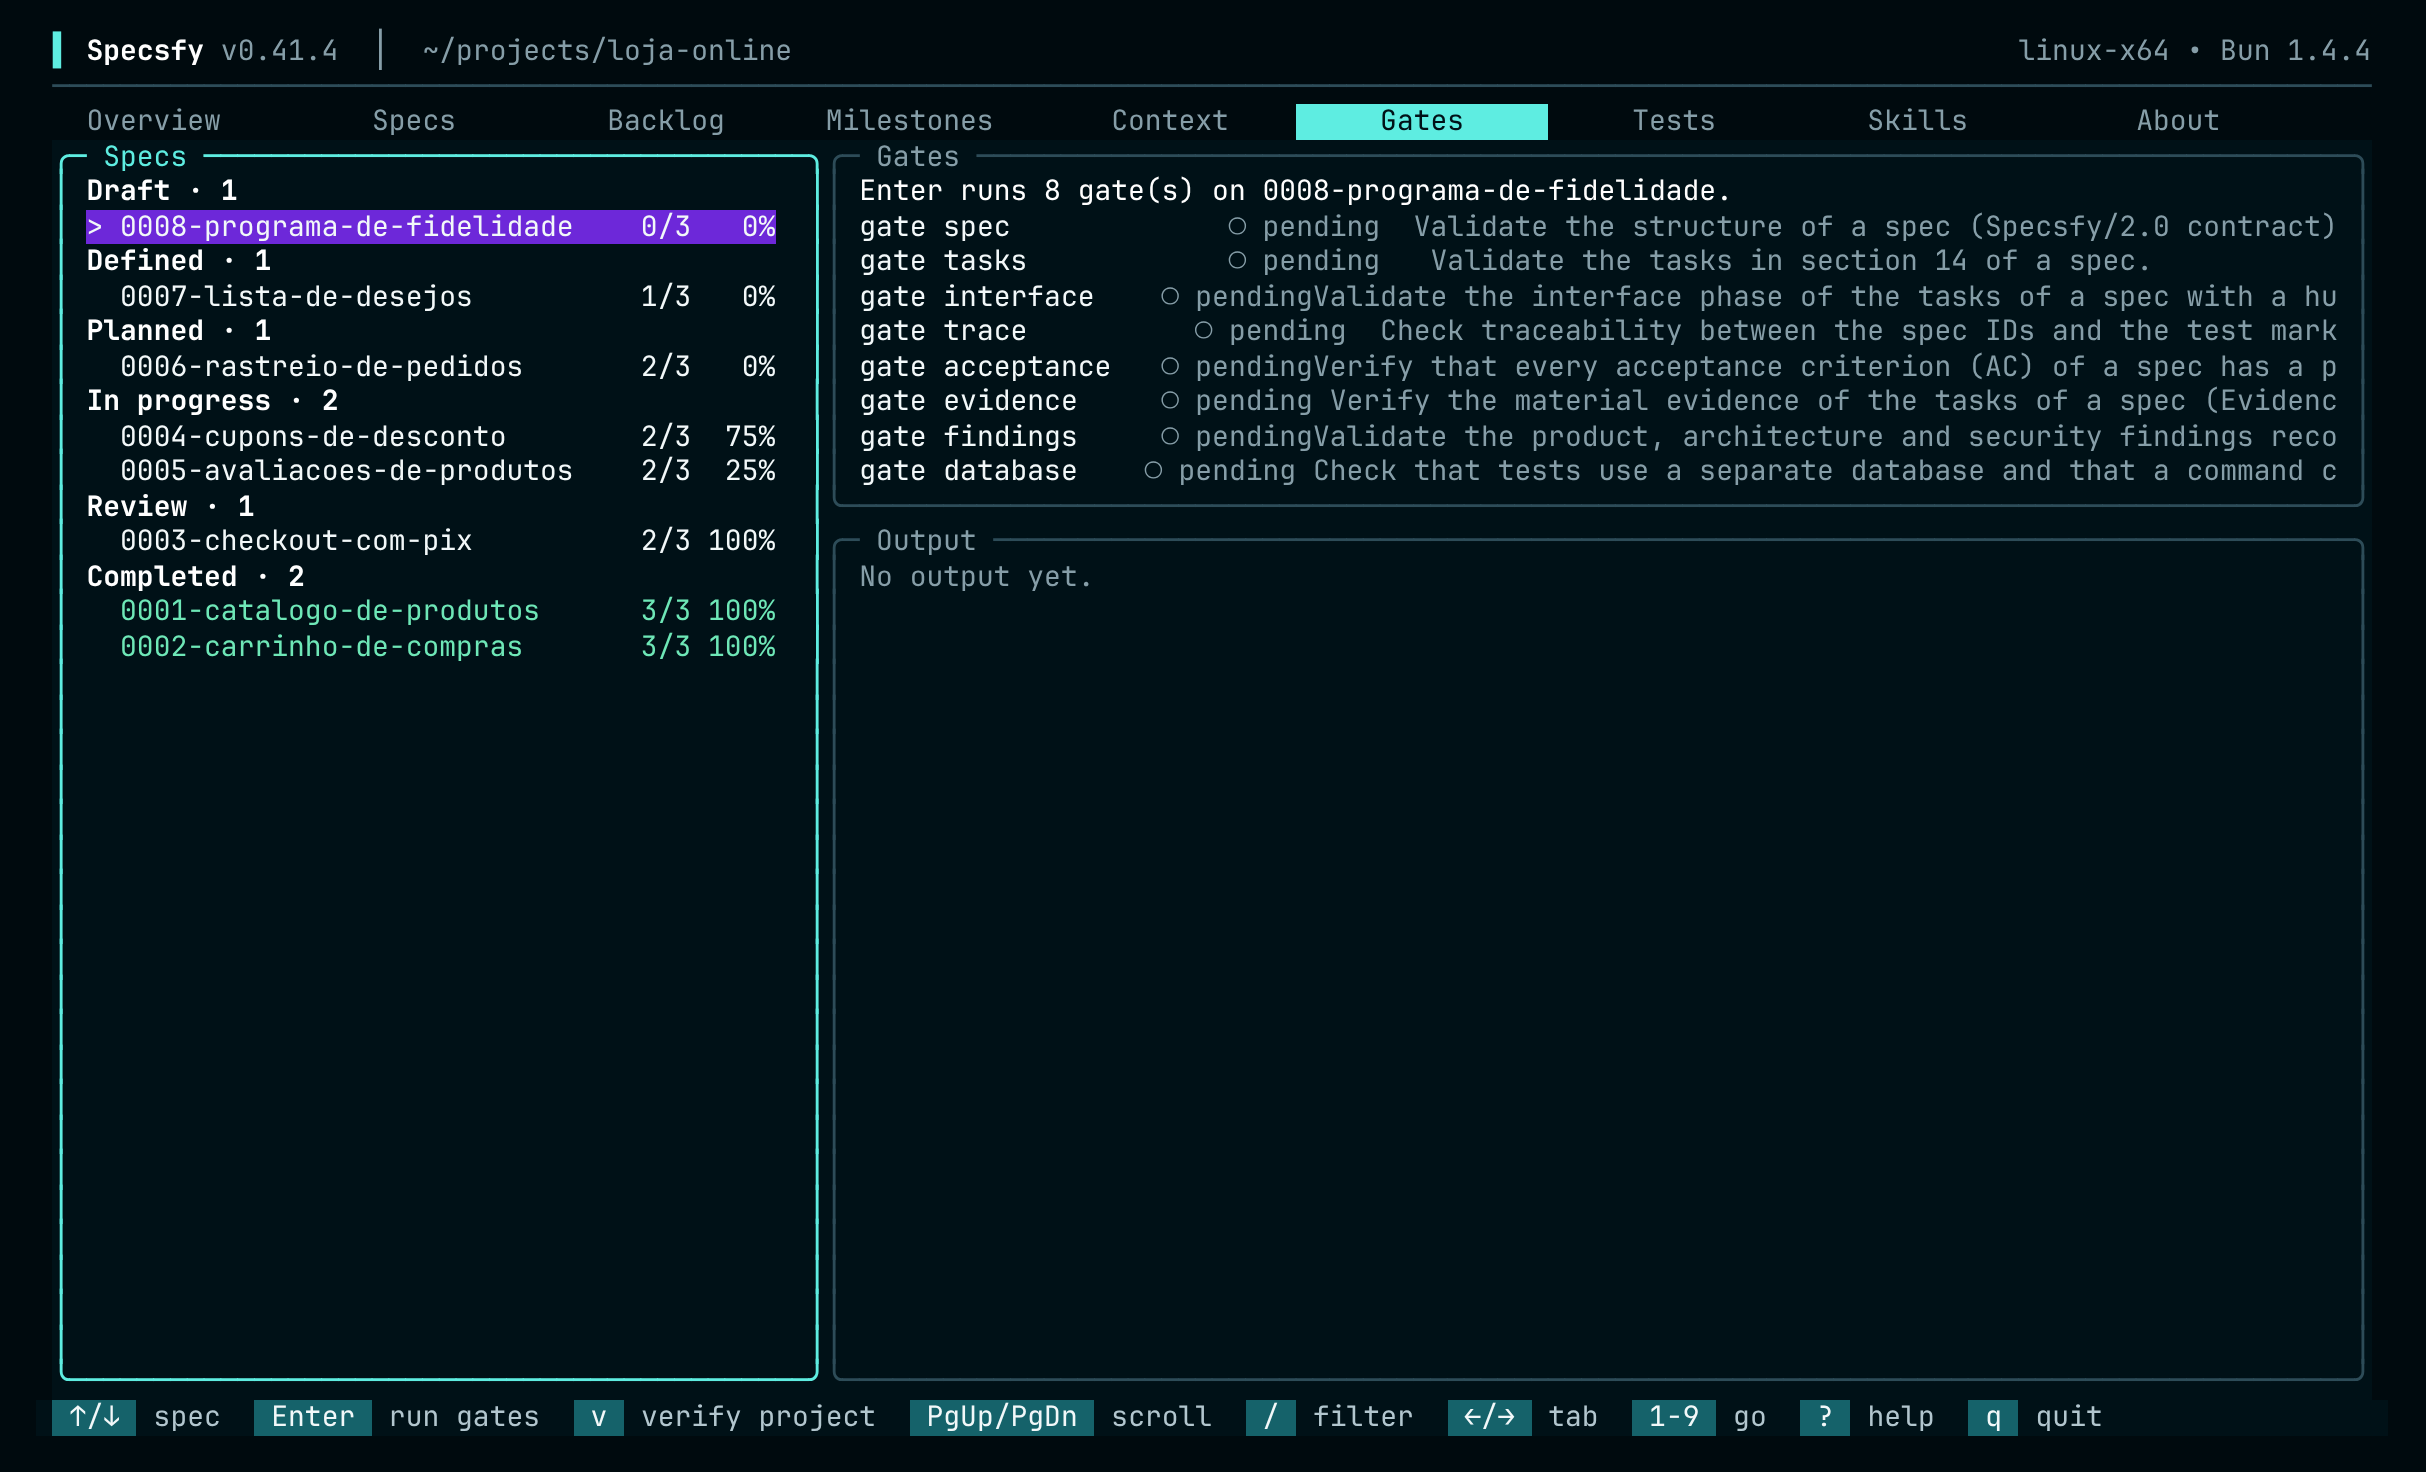 Specsfy v0.41.4 │ ~/projects/loja-online linux-x64 • Bun 1.4.4
Overview Specs Backlog Milestones Context Gates Tests Skills About
Specs
Draft · 1
> 0008-programa-de-fidelidade 0/3 0%
Defined · 1
0007-lista-de-desejos 1/3 0%
Planned · 1
0006-rastreio-de-pedidos 2/3 0%
In progress · 2
0004-cupons-de-desconto 2/3 75%
0005-avaliacoes-de-produtos 2/3 25%
Review · 1
0003-checkout-com-pix 2/3 100%
Completed · 2
0001-catalogo-de-produtos 3/3 100%
0002-carrinho-de-compras 3/3 100%
Gates
Enter runs 8 gate(s) on 0008-programa-de-fidelidade.
gate spec ○ pending Validate the structure of a spec (Specsfy/2.0 contract)
gate tasks ○ pending Validate the tasks in section 14 of a spec.
gate interface ○ pendingValidate the interface phase of the tasks of a spec with a hu
gate trace ○ pending Check traceability between the spec IDs and the test mark
gate acceptance ○ pendingVerify that every acceptance criterion (AC) of a spec has a p
gate evidence ○ pending Verify the material evidence of the tasks of a spec (Evidenc
gate findings ○ pendingValidate the product, architecture and security findings reco
gate database ○ pending Check that tests use a separate database and that a command c
Output
No output yet.
↑/↓ spec Enter run gates v verify project PgUp/PgDn scroll / filter ←/→ tab 1-9 go ? help q quit